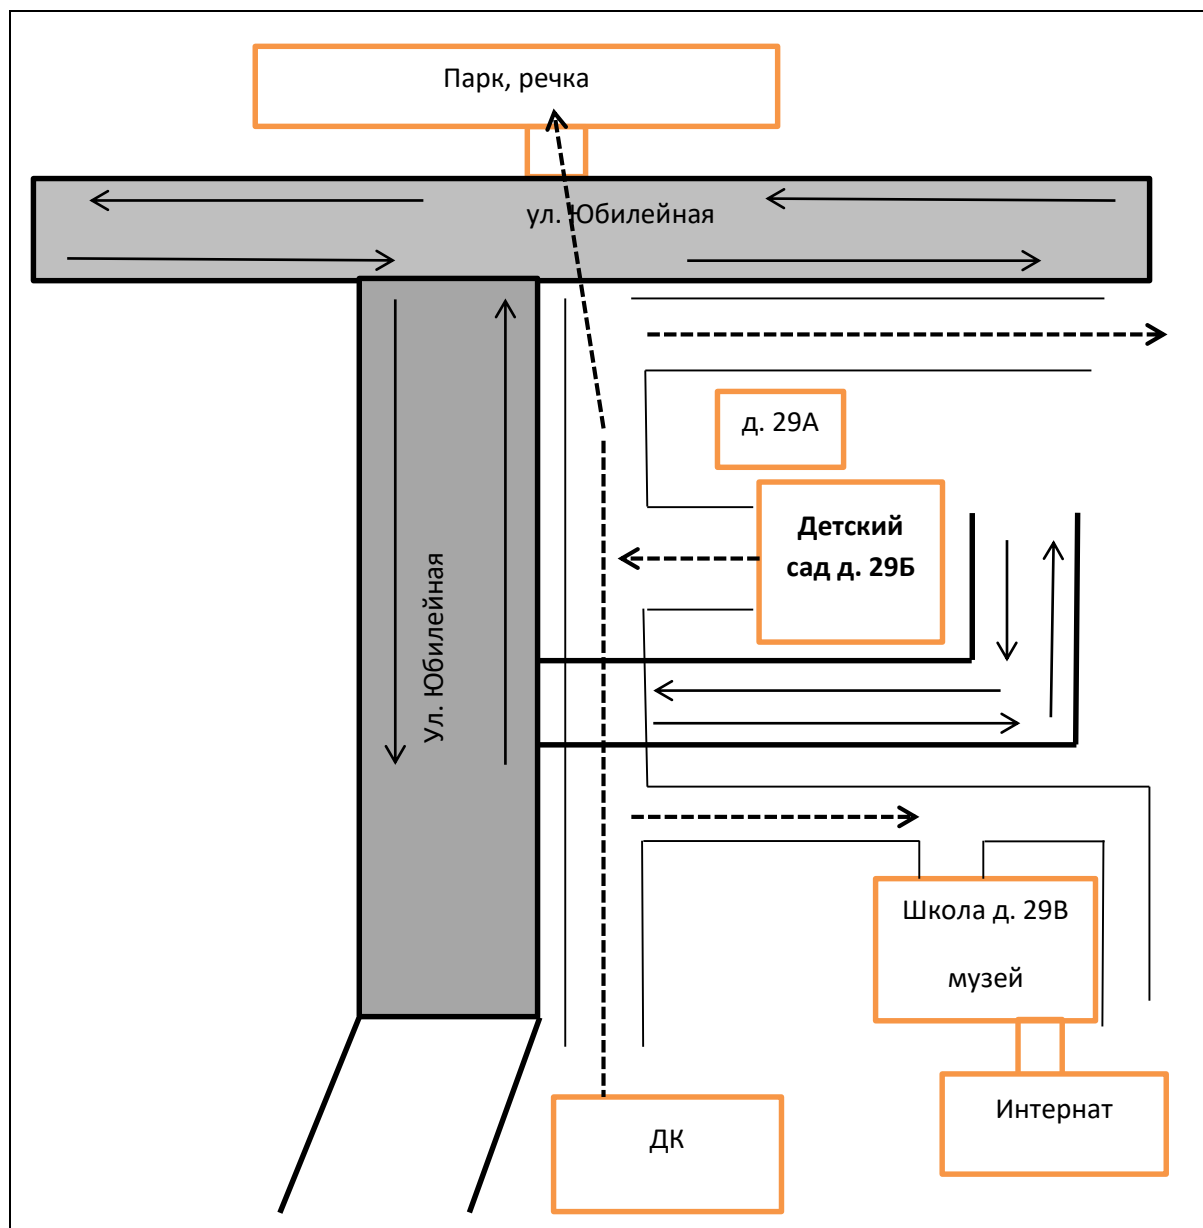 Парк, речка
ул. Юбилейная
д. 29А
Детский
сад д. 29Б
Ул. Юбилейная
Школа д. 29В
музей
Интернат
ДК